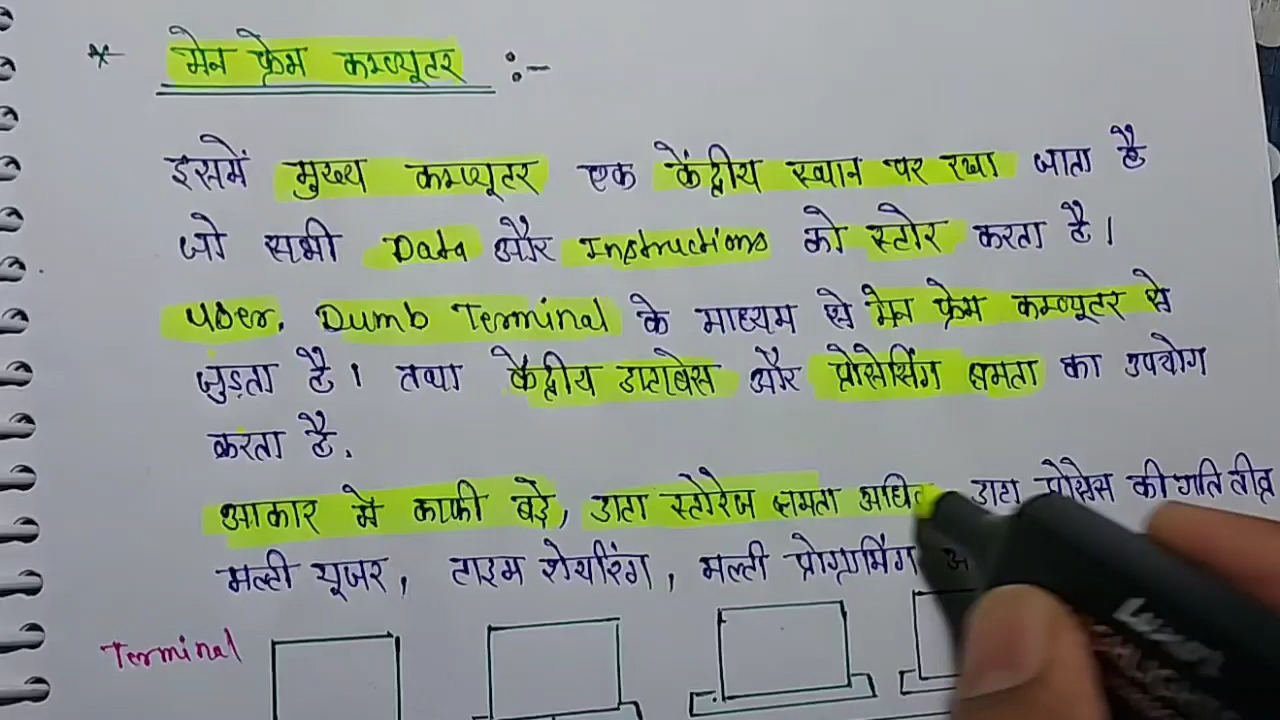 * मेन फ्रेम कम्प्यूटर :-
इसमें मुख्य कम्प्यूटर एक केंद्रीय स्थान पर रखा जाता है
जो सभी Data और Instructions को स्टोर करता है।
User, Dumb Terminal के माध्यम से मेन फ्रेम कम्प्यूटर से
जुड़ता है। तथा केंद्रीय डाटाबेस और प्रोसेसिंग क्षमता का उपयोग
करता है.
आकार में काफी बड़े, डाटा स्टोरेज क्षमता डाटा प्रोसेस की गति तीव्र
मल्टी यूजर, टाइम शेयरिंग, मल्टी प्रोग्रामिंग
Terminal